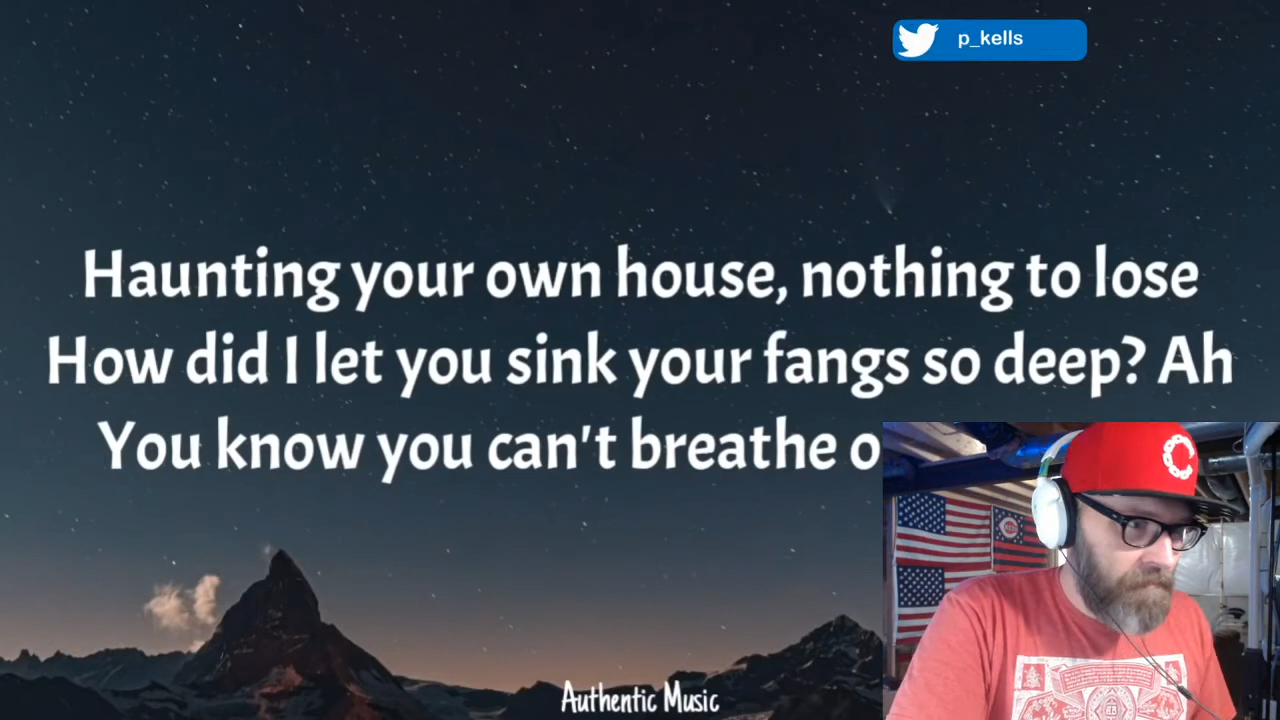 p_kells
Haunting your own house, nothing to lose
How did I let you sink your fangs so deep? Ah
You know you can't breathe
Authentic Music